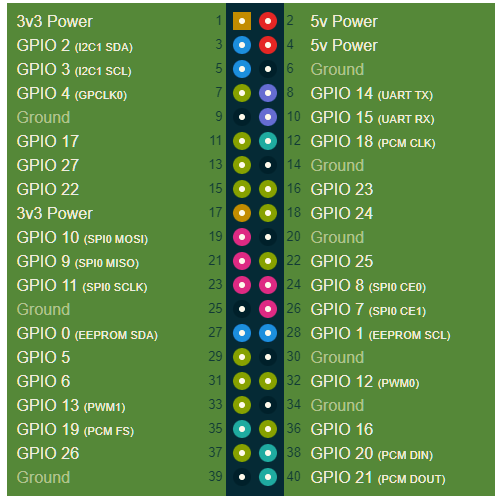 3v3 Power 1 2 5v Power
GPIO 2 (I2C1 SDA) 3 4 5v Power
GPIO 3 (I2C1 SCL) 5 6 Ground
GPIO 4 (GPCLK0) 7 8 GPIO 14 (UART TX)
Ground 9 10 GPIO 15 (UART RX)
GPIO 17 11 12 GPIO 18 (PCM CLK)
GPIO 27 13 14 Ground
GPIO 22 15 16 GPIO 23
3v3 Power 17 18 GPIO 24
GPIO 10 (SPI0 MOSI) 19 20 Ground
GPIO 9 (SPI0 MISO) 21 22 GPIO 25
GPIO 11 (SPI0 SCLK) 23 24 GPIO 8 (SPI0 CE0)
Ground 25 26 GPIO 7 (SPI0 CE1)
GPIO 0 (EEPROM SDA) 27 28 GPIO 1 (EEPROM SCL)
GPIO 5 29 30 Ground
GPIO 6 31 32 GPIO 12 (PWM0)
GPIO 13 (PWM1) 33 34 Ground
GPIO 19 (PCM FS) 35 36 GPIO 16
GPIO 26 37 38 GPIO 20 (PCM DIN)
Ground 39 40 GPIO 21 (PCM DOUT)